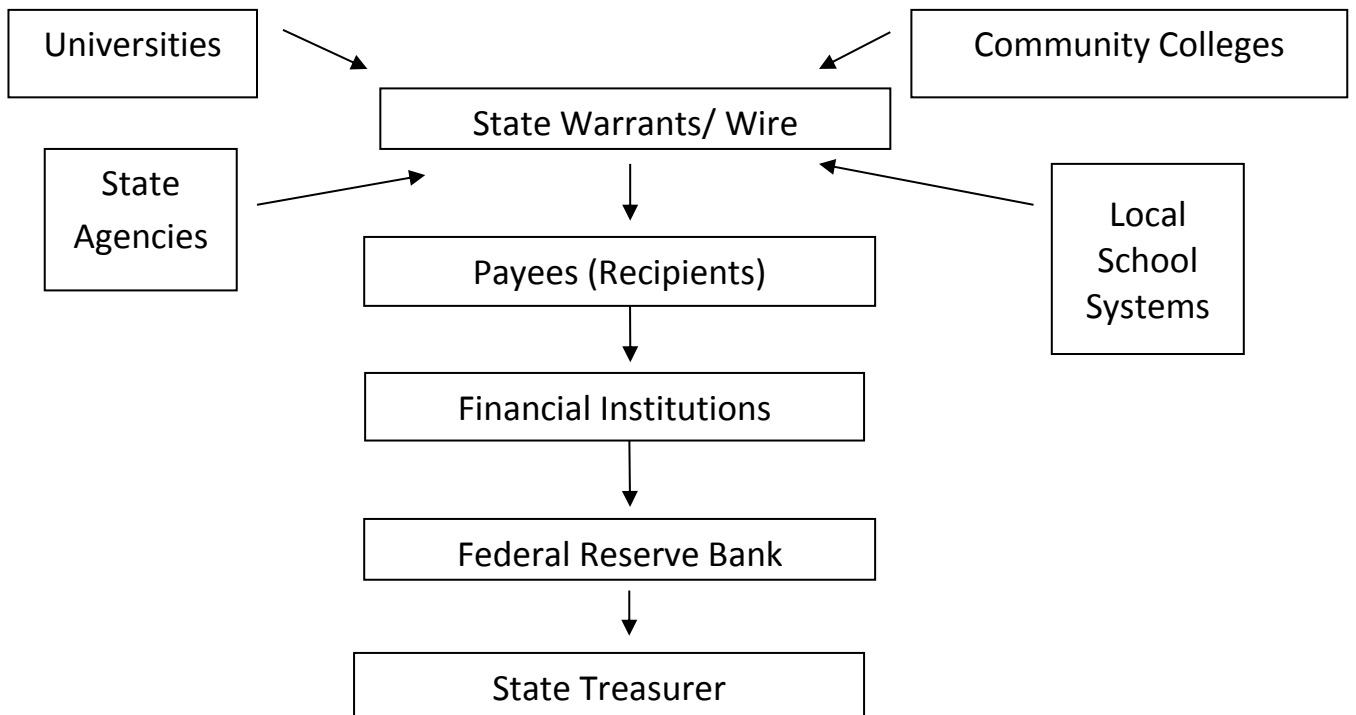 Universities
Community Colleges
State Warrants/ Wire
State
Agencies
Local
School
Systems
Payees (Recipients)
Financial Institutions
Federal Reserve Bank
State Treasurer